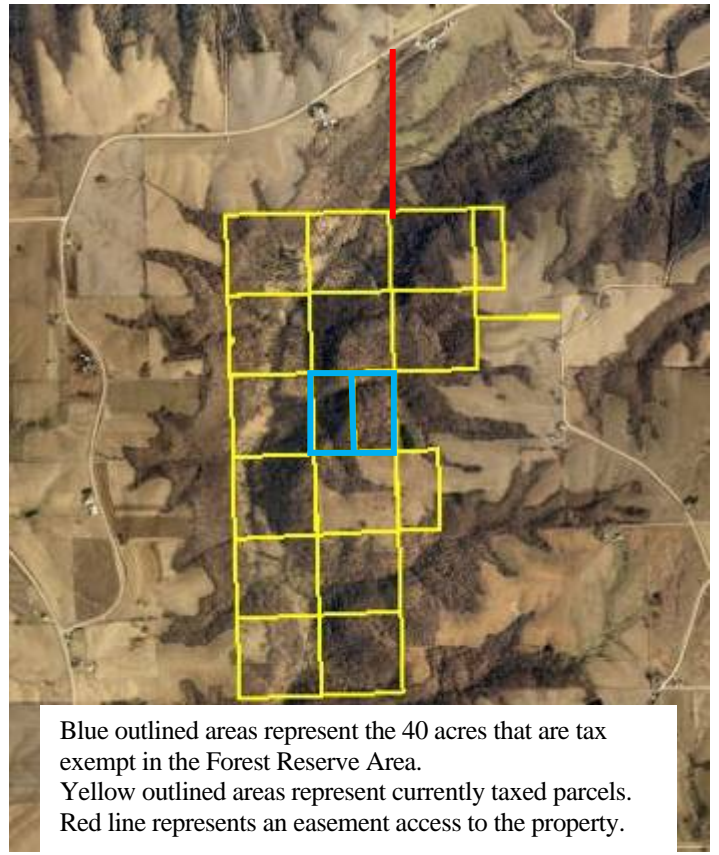 Blue outlined areas represent the 40 acres that are tax
exempt in the Forest Reserve Area.
Yellow outlined areas represent currently taxed parcels.
Red line represents an easement access to the property.